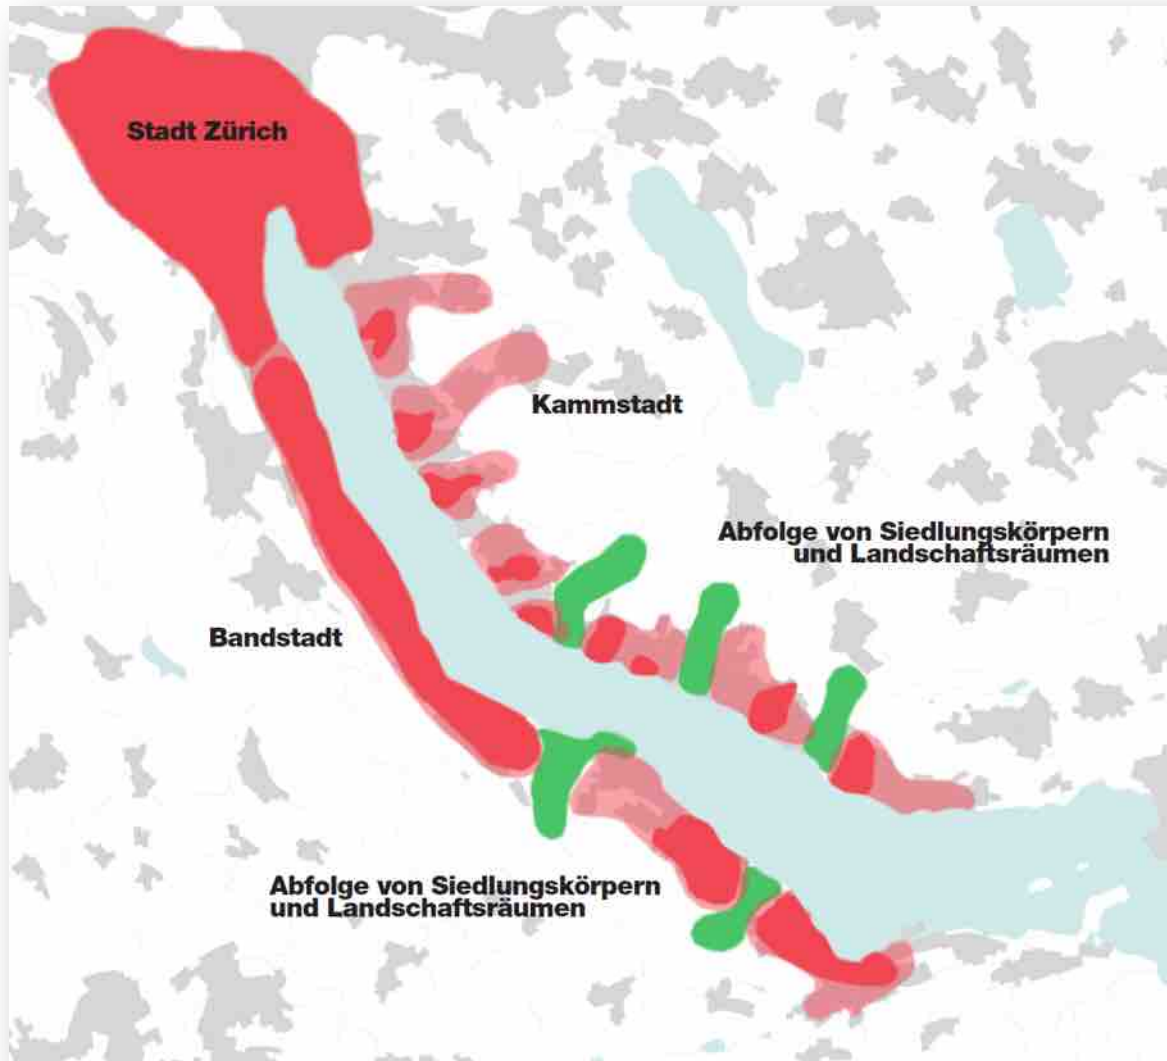 Stadt Zürich
Kammstadt
Abfolge von Siedlungskörpern
und Landschaftsräumen
Bandstadt
Abfolge von Siedlungskörpern
und Landschaftsräumen